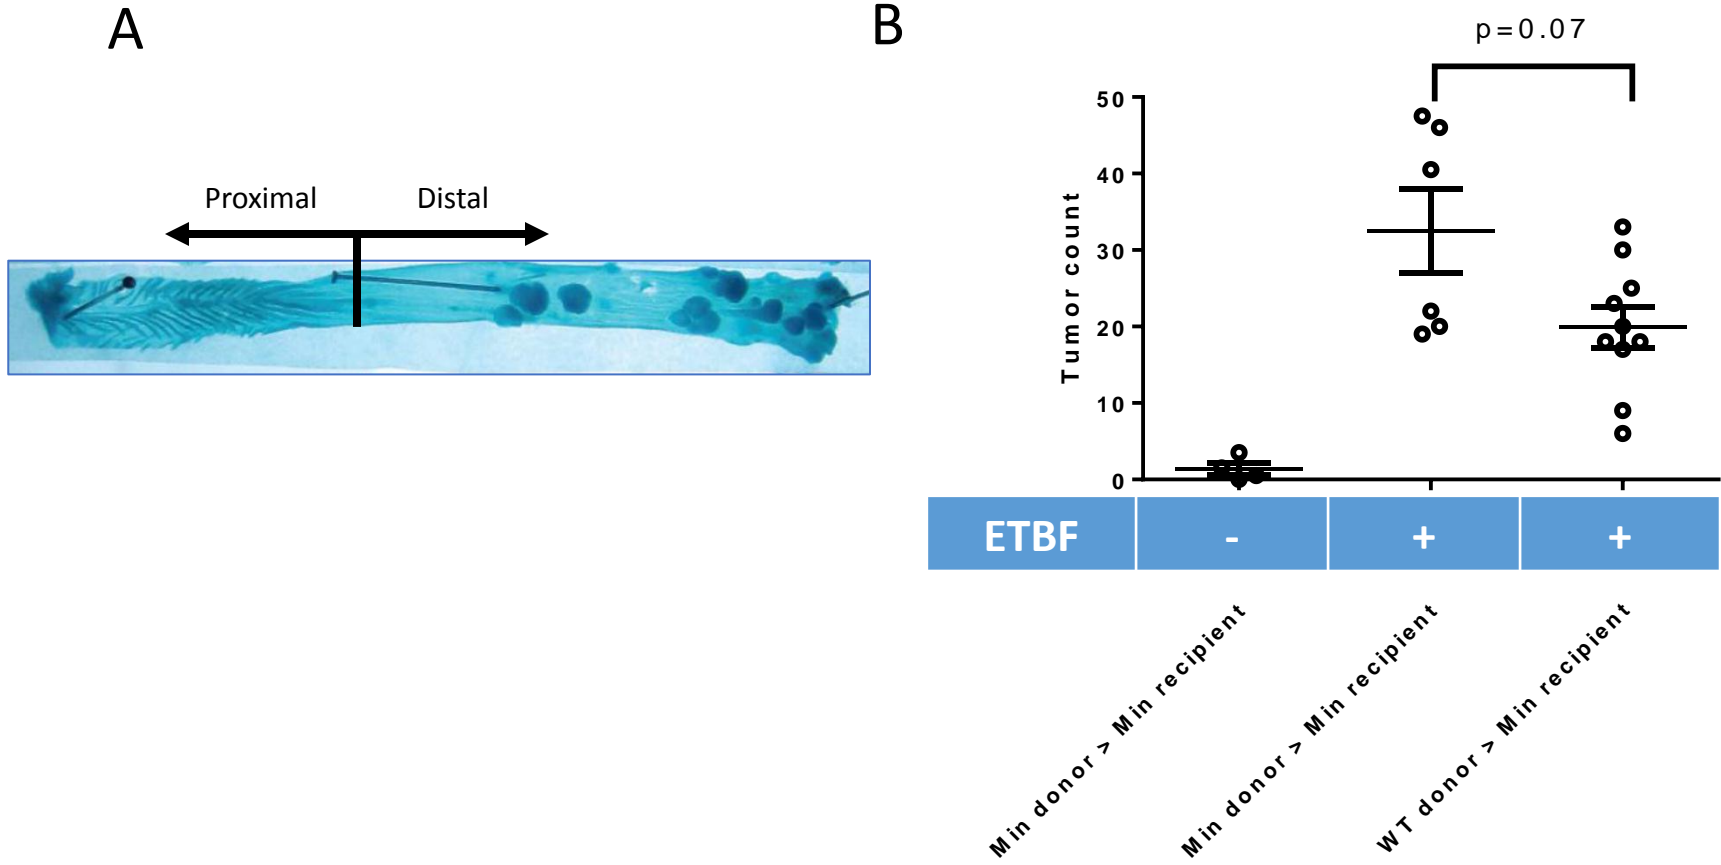 A
Proximal
Distal
B
p=0.07
50
40
30
20
10
0
Tumor count
ETBF
-
+
+
Min donor > Min recipient
Min donor > Min recipient
WT donor > Min recipient